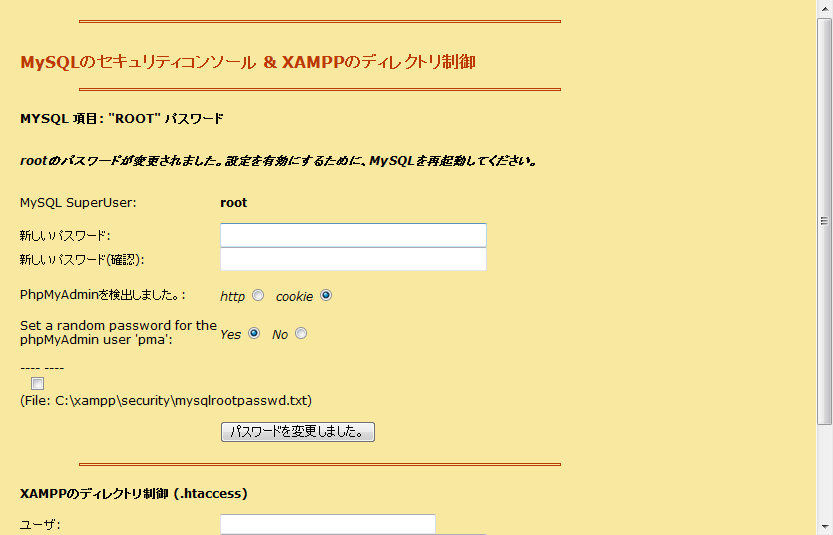 MySQLのセキュリティコンソール & XAMPPのディレクトリ制御
MYSQL 項目: "ROOT" パスワード
rootのパスワードが変更されました。設定を有効にするために、MySQLを再起動してください。
MySQL SuperUser: root
新しいパスワード:
新しいパスワード(確認):
PhpMyAdminを検出しました。: http cookie
Set a random password for the
phpMyAdmin user 'pma': Yes No
---- ----
(File: C:\xampp\security\mysqlrootpasswd.txt)
パスワードを変更しました。
XAMPPのディレクトリ制御 (.htaccess)
ユーザ: